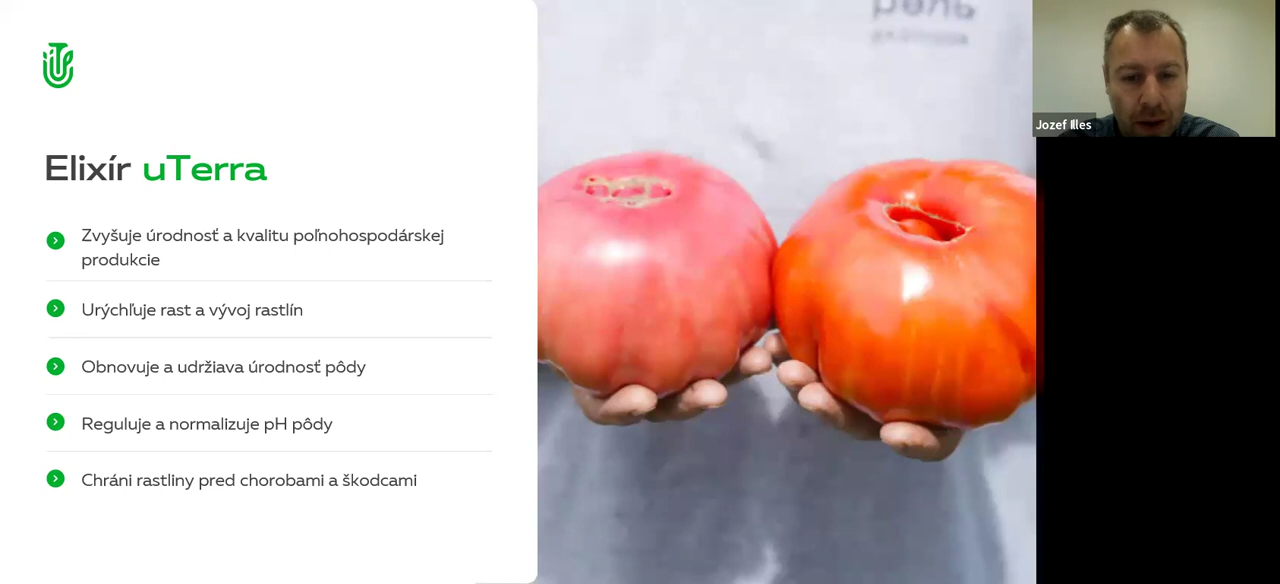 Elixír uTerra
Zvyšuje úrodnosť a kvalitu poľnohospodárskej
produkcie
Urýchľuje rast a vývoj rastlín
Obnovuje a udržiava úrodnosť pôdy
Reguluje a normalizuje pH pôdy
Chráni rastliny pred chorobami a škodcami
Jozef Illes